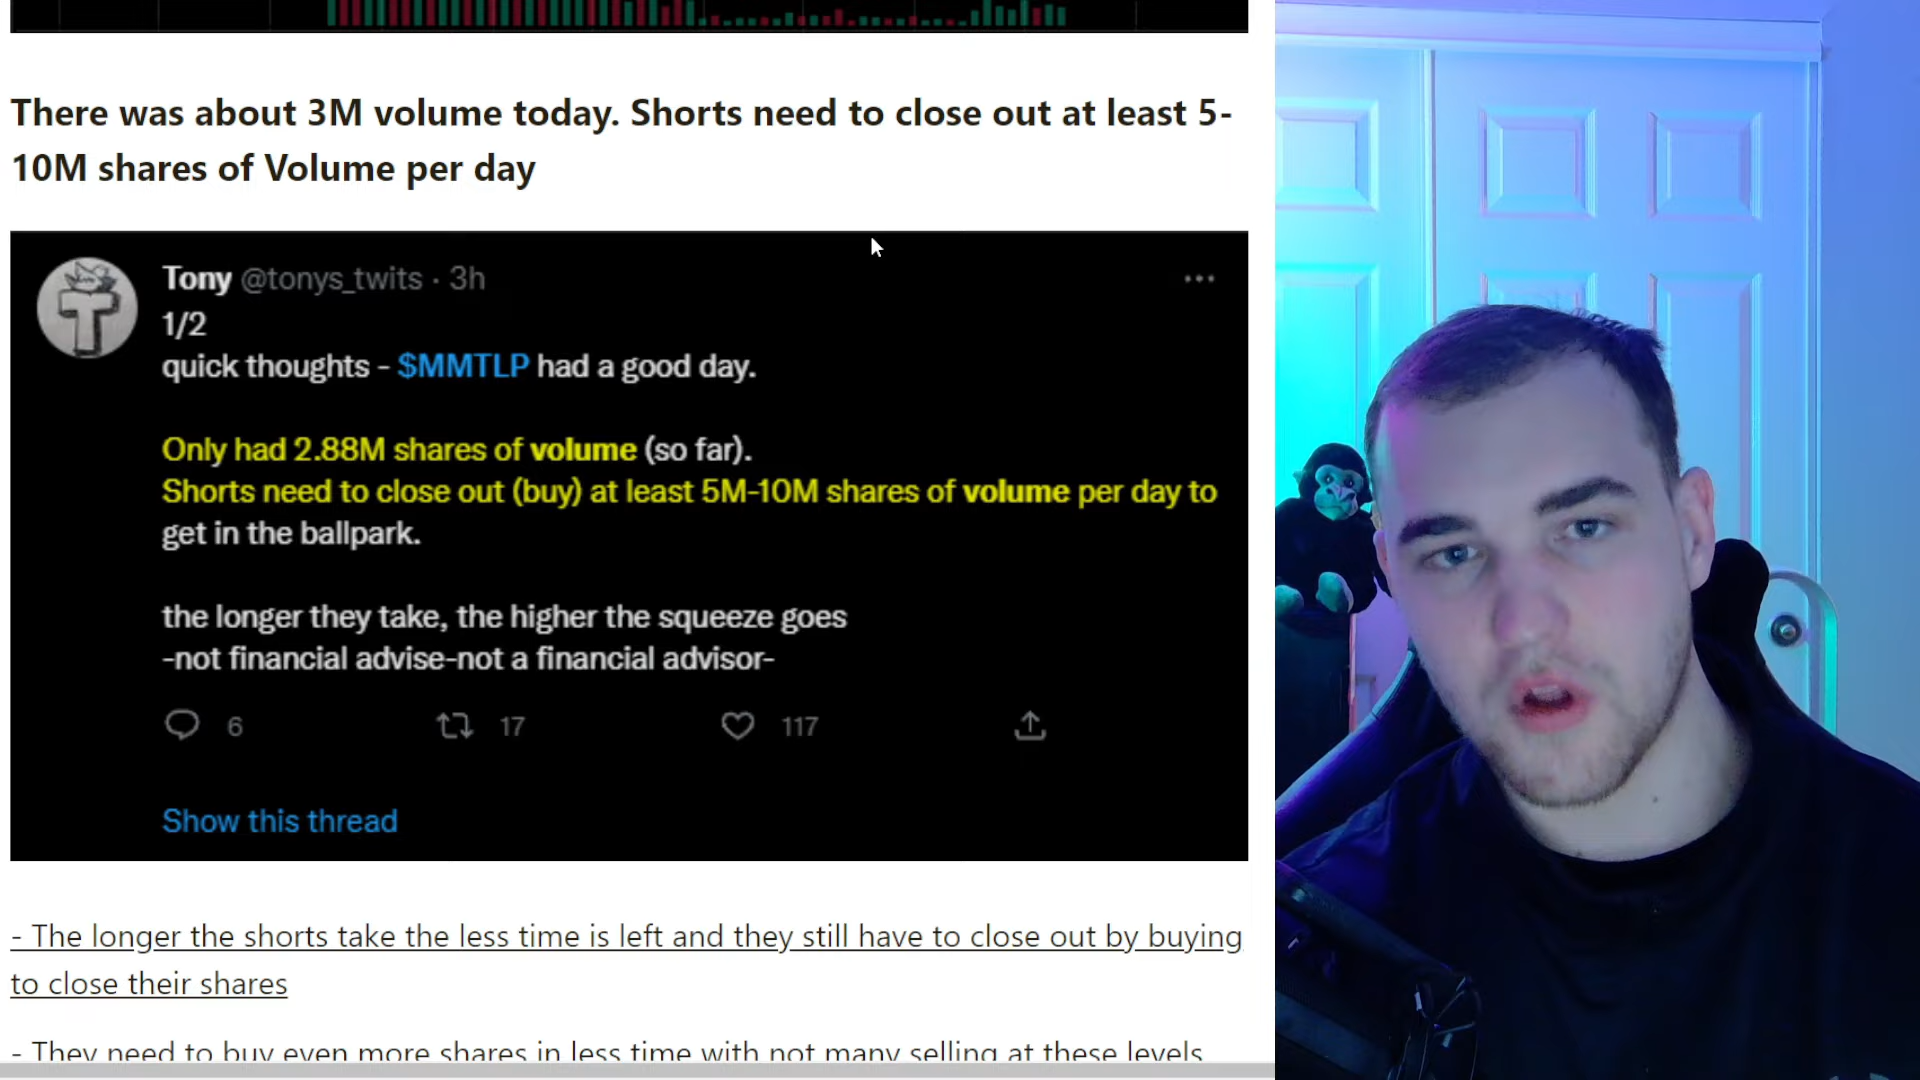 There was about 3M volume today. Shorts need to close out at least 5-
10M shares of Volume per day
Tony @tonys_twits · 3h
1/2
quick thoughts - $MMTLP had a good day.
Only had 2.88M shares of volume (so far).
Shorts need to close out (buy) at least 5M-10M shares of volume per day to
get in the ballpark.
the longer they take, the higher the squeeze goes
-not financial advise-not a financial advisor-
6 17 117
Show this thread
- The longer the shorts take the less time is left and they still have to close out by buying
to close their shares
- They need to buy even more shares in less time with not many selling at these levels